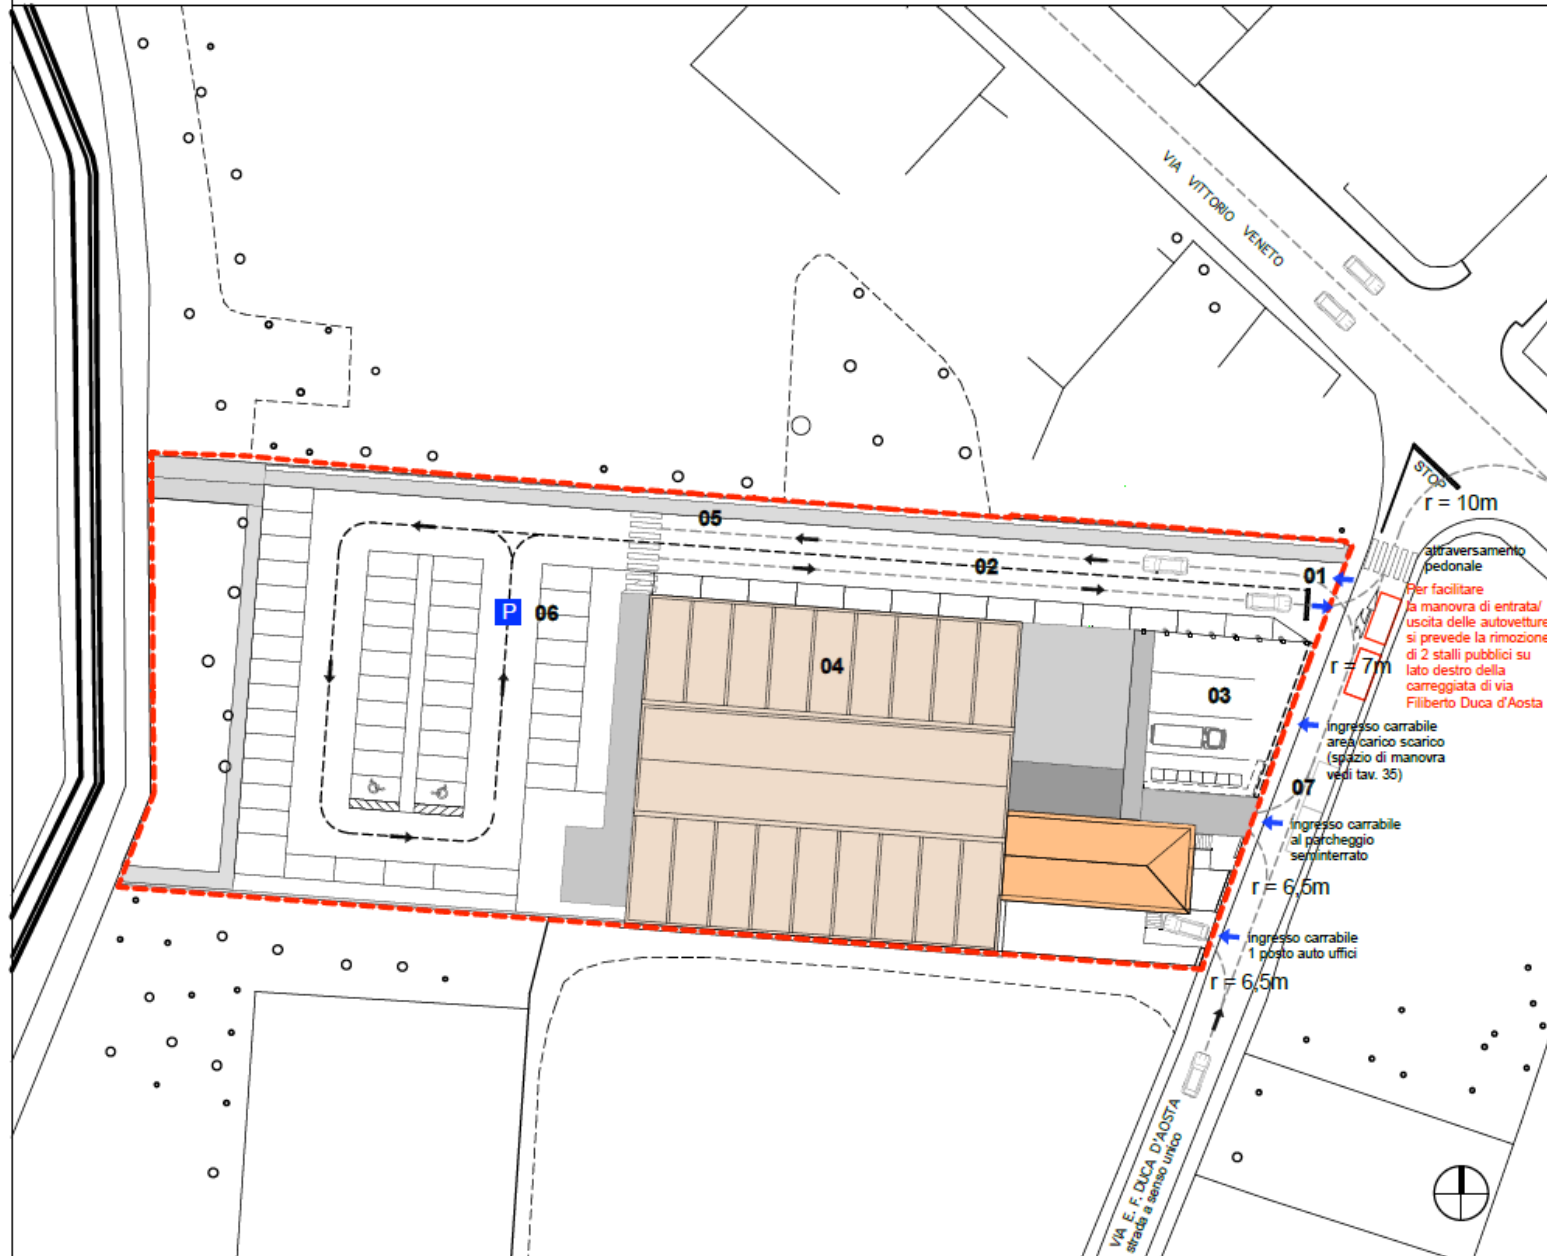 VIA VITTORIO VENETO
STOP
r = 10m
attraversamento
pedonale
Per facilitare
la manovra di entrata/
uscita delle autovetture
si prevede la rimozione
di 2 stalli pubblici su
lato destro della
carreggiata di via
Filiberto Duca d'Aosta
05
02
01
P
06
04
r = 7m
03
ingresso carrabile
area carico scarico
(spazio di manovra
vedi tav. 35)
07
ingresso carrabile
al parcheggio
seminterrato
r = 6,5m
ingresso carrabile
1 posto auto uffici
r = 6,5m
VIA E. F. DUCA D'AOSTA
strada a senso unico